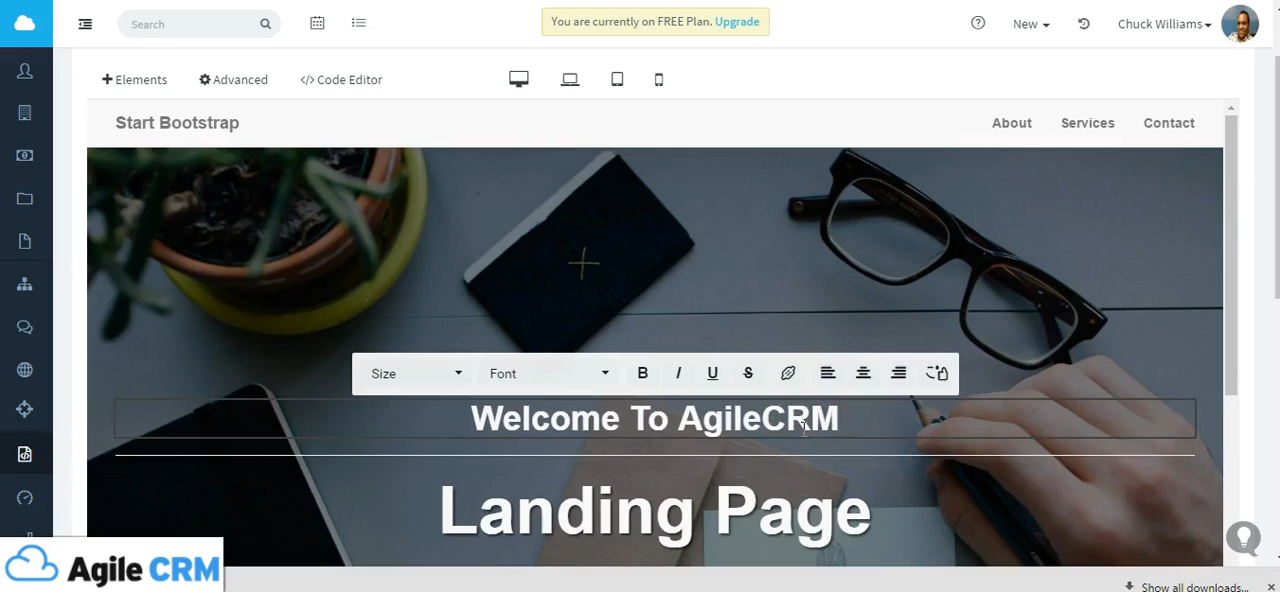 Search
You are currently on FREE Plan. Upgrade
New
Chuck Williams
Elements
Advanced
</> Code Editor
Start Bootstrap
About
Services
Contact
Size
Font
B
I
U
S
Welcome To AgileCRM
Landing Page
Agile CRM
Show all downloads...